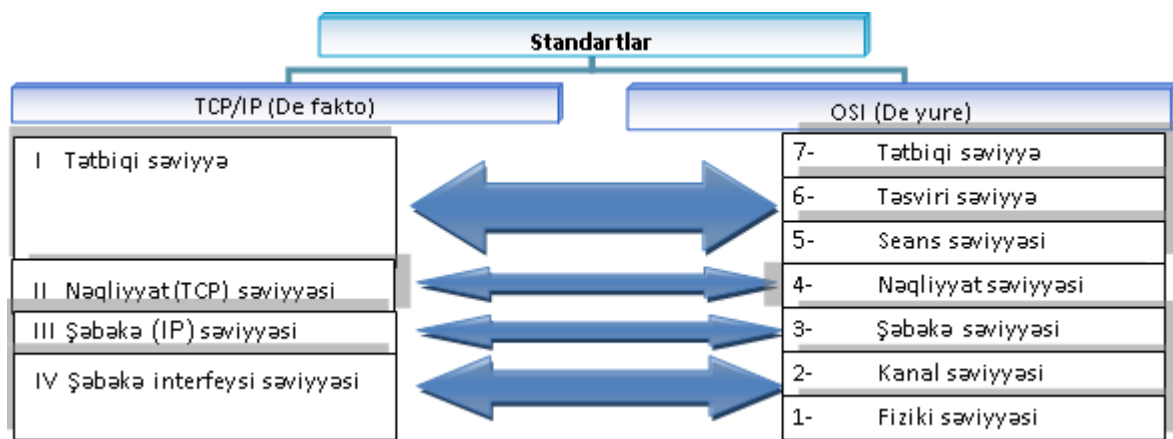 Standartlar
TCP/IP (De fakto)
I Tətbiqi səviyyə
II Nəqliyyat(TCP) səviyyəsi
III Şəbəkə (IP) səviyyəsi
IV Şəbəkə interfeysi səviyyəsi
OSI (De yure)
7- Tətbiqi səviyyə
6- Təsviri səviyyə
5- Seans səviyyəsi
4- Nəqliyyat səviyyəsi
3- Şəbəkə səviyyəsi
2- Kanal səviyyəsi
1- Fiziki səviyyəsi